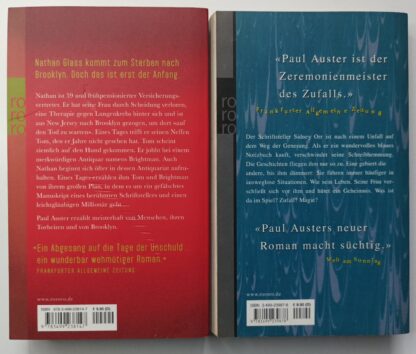 Nathan Glass kommt zum Sterben nach
Brooklyn. Doch das ist erst der Anfang.
Nathan ist 59 und frühpensionierter Versicherungs-
vertreter. Er hat seine Frau durch Scheidung verloren,
eine Therapie gegen Lungenkrebs hinter sich und ist
aus New Jersey nach Brooklyn gezogen, um dort «auf
den Tod zu warten». Eines Tages trifft er seinen Neffen
Tom, den er Jahre nicht gesehen hat. Tom scheint
ziemlich auf den Hund gekommen. Er jobbt bei einem
merkwürdigen Antiquar namens Brightman. Auch
Nathan beginnt sich öfter in dessen Antiquariat aufzu-
halten. Eines Tages erzählen ihm Tom und Brightman
von ihrem großen Plan, in dem es um ein gefälschtes
Manuskript eines berühmten Schriftstellers und einen
leichtgläubigen Millionär geht....
Paul Auster erzählt meisterhaft von Menschen, ihren
Torheiten und von Brooklyn.
«Ein Abgesang auf die Tage der Unschuld
ein wunderbar wehmütiger Roman.»
FRANKFURTER ALLGEMEINE ZEITUNG
www.rororo.de
ro
ro
ro
«Paul Auster ist der
Zeremonienmeister
des Zufalls.»
Frankfurter Allgemeine Zeitung
Der Schriftsteller Sidney Orr ist nach einem Unfall auf
dem Weg der Genesung. Als er ein wundervolles blaues
Notizbuch kauft, verschwindet seine Schreibhemmung.
Die Geschichten fliegen ihm nur so zu. Eine gebiert die
andere, bis ihm dämmert: Sie führen immer häufiger in
ausweglose Situationen. Wie sein Leben. Seine Frau ver-
schließt sich vor ihm und hütet ein Geheimnis. Was ist
da im Spiel? Zufall? Magie?
«Paul Austers neuer
Roman macht süchtig.»
Welt am Sonntag
www.rororo.de